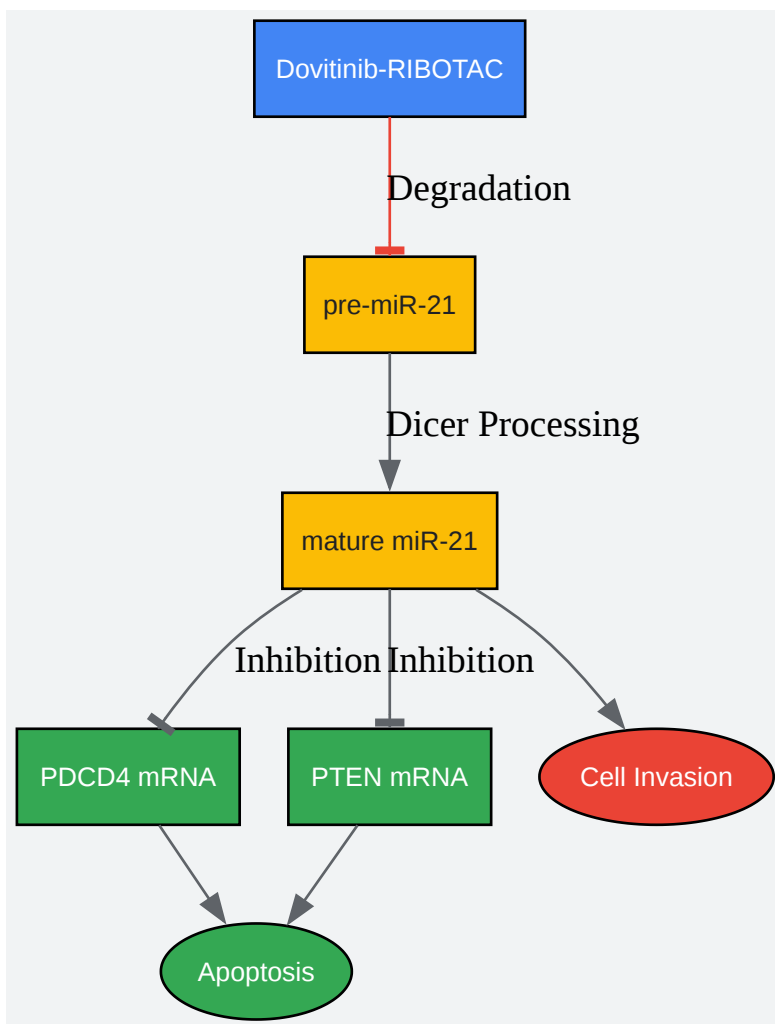 Dovitinib-RIBOTAC
Degradation
pre-miR-21
Dicer Processing
mature miR-21
Inhibition
Inhibition
PDCD4 mRNA
PTEN mRNA
Cell Invasion
Apoptosis